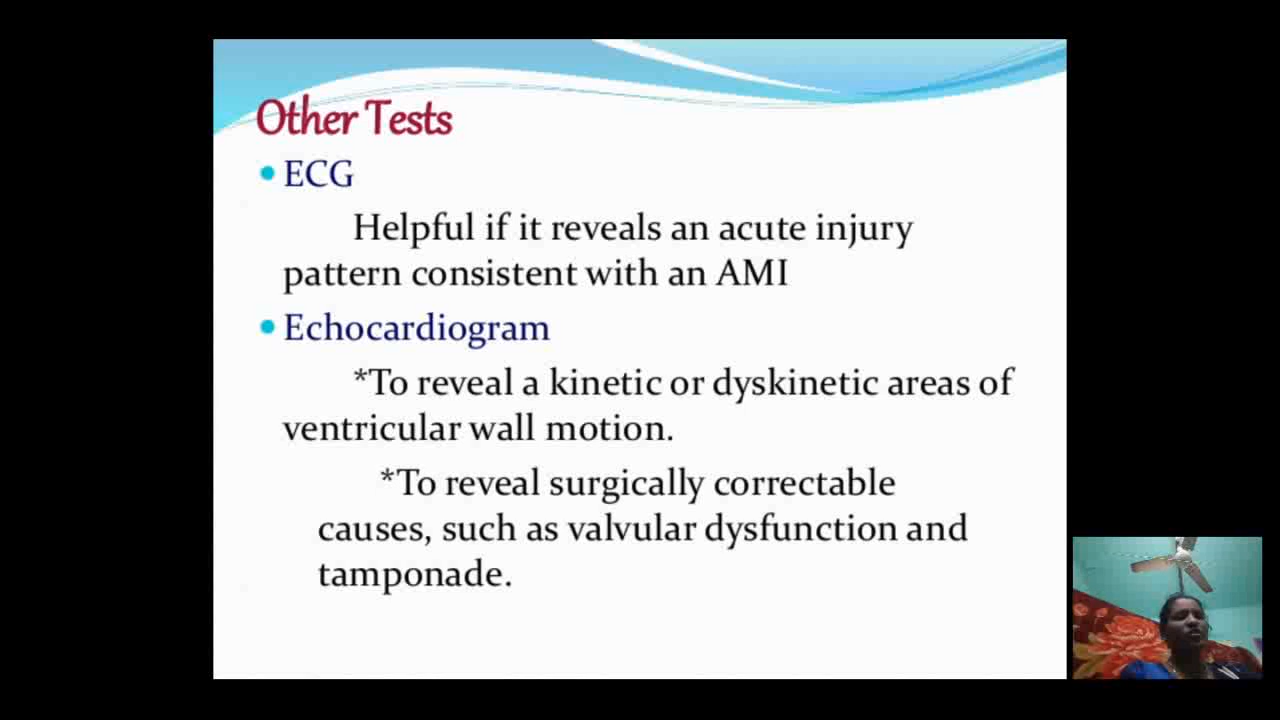 Other Tests
• ECG
Helpful if it reveals an acute injury
pattern consistent with an AMI
• Echocardiogram
*To reveal a kinetic or dyskinetic areas of
ventricular wall motion.
*To reveal surgically correctable
causes, such as valvular dysfunction and
tamponade.